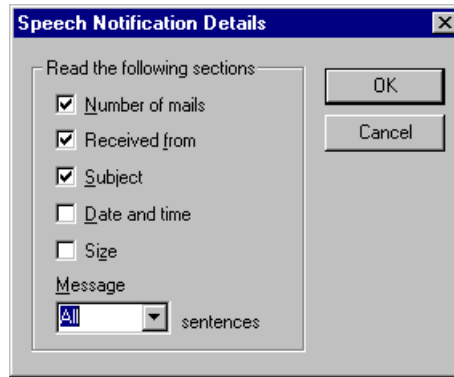 Speech Notification Details
Read the following sections
Number of mails
Received from
Subject
Date and time
Size
Message
All sentences
OK
Cancel